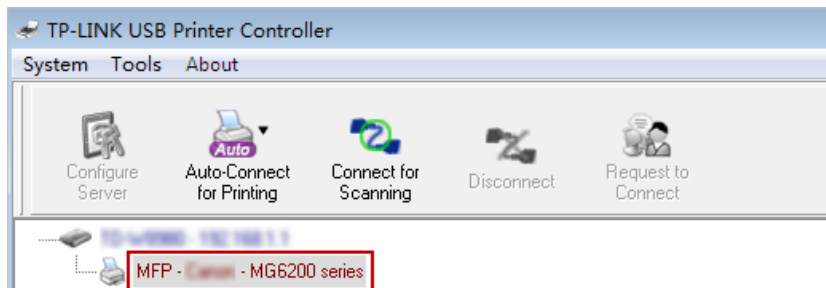 TP-LINK USB Printer Controller
System Tools About
Auto
Configure Server
Auto-Connect for Printing
Connect for Scanning
Disconnect
Request to Connect
MFP - - MG6200 series